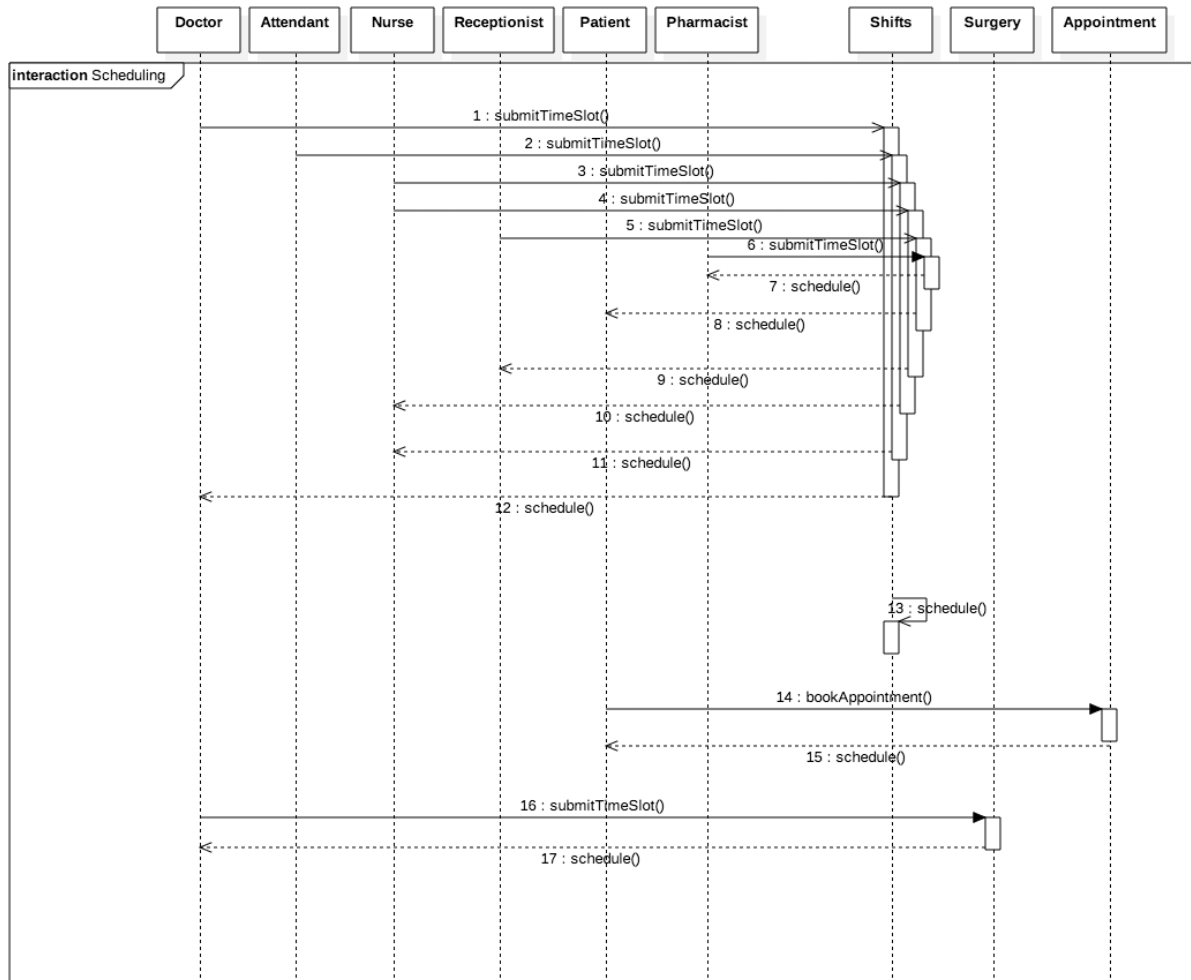 Doctor
Attendant
Nurse
Receptionist
Patient
Pharmacist
Shifts
Surgery
Appointment
interaction Scheduling
1 : submitTimeSlot()
2 : submitTimeSlot()
3 : submitTimeSlot()
4 : submitTimeSlot()
5 : submitTimeSlot()
6 : submitTimeSlot()
7 : schedule()
8 : schedule()
9 : schedule()
10 : schedule()
11 : schedule()
12 : schedule()
13 : schedule()
14 : bookAppointment()
15 : schedule()
16 : submitTimeSlot()
17 : schedule()